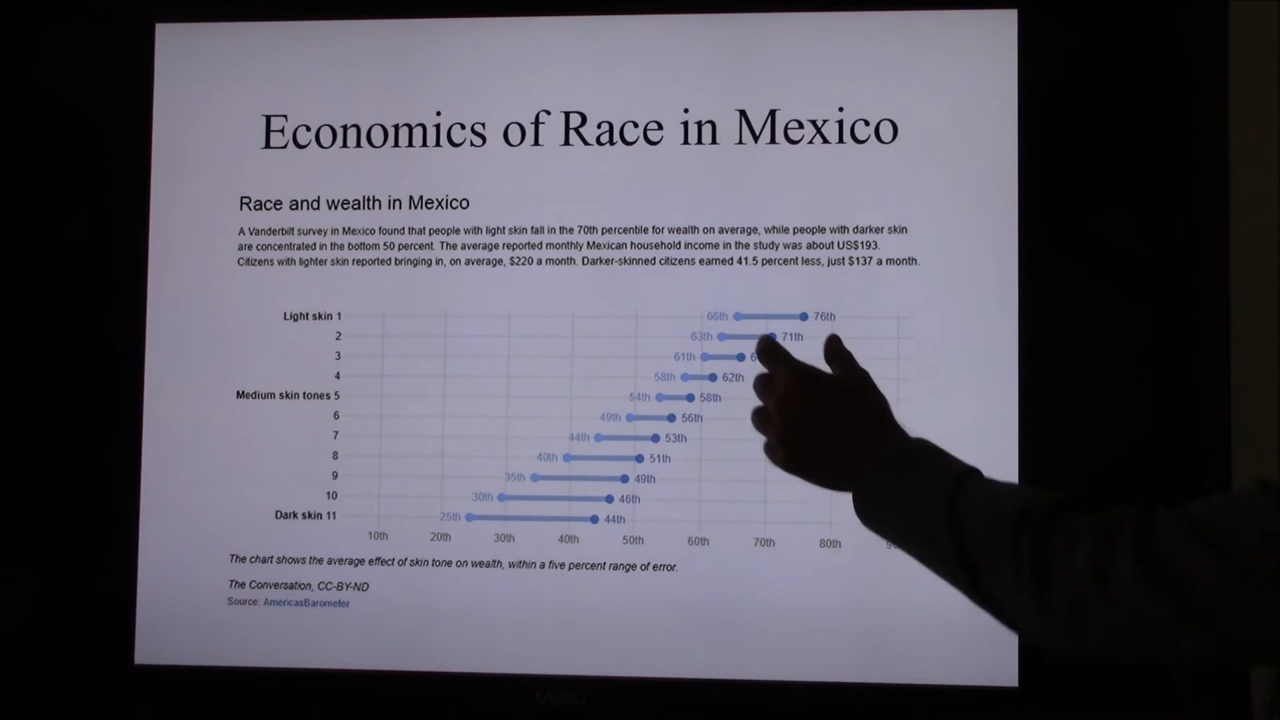 Economics of Race in Mexico
Race and wealth in Mexico
A Vanderbilt survey in Mexico found that people with light skin fall in the 70th percentile for wealth on average, while people with darker skin
are concentrated in the bottom 50 percent. The average reported monthly Mexican household income in the study was about US$193.
Citizens with lighter skin reported bringing in, on average, $220 a month. Darker-skinned citizens earned 41.5 percent less, just $137 a month.
Light skin 1 65th 76th
2 63th 71th
3 61th
4 58th 62th
Medium skin tones 5 54th 58th
6 49th 56th
7 44th 53th
8 40th 51th
9 35th 49th
10 30th 46th
Dark skin 11 25th 44th
10th 20th 30th 40th 50th 60th 70th 80th
The chart shows the average effect of skin tone on wealth, within a five percent range of error.
The Conversation, CC-BY-ND
Source: AmericasBarometer
VIZIO